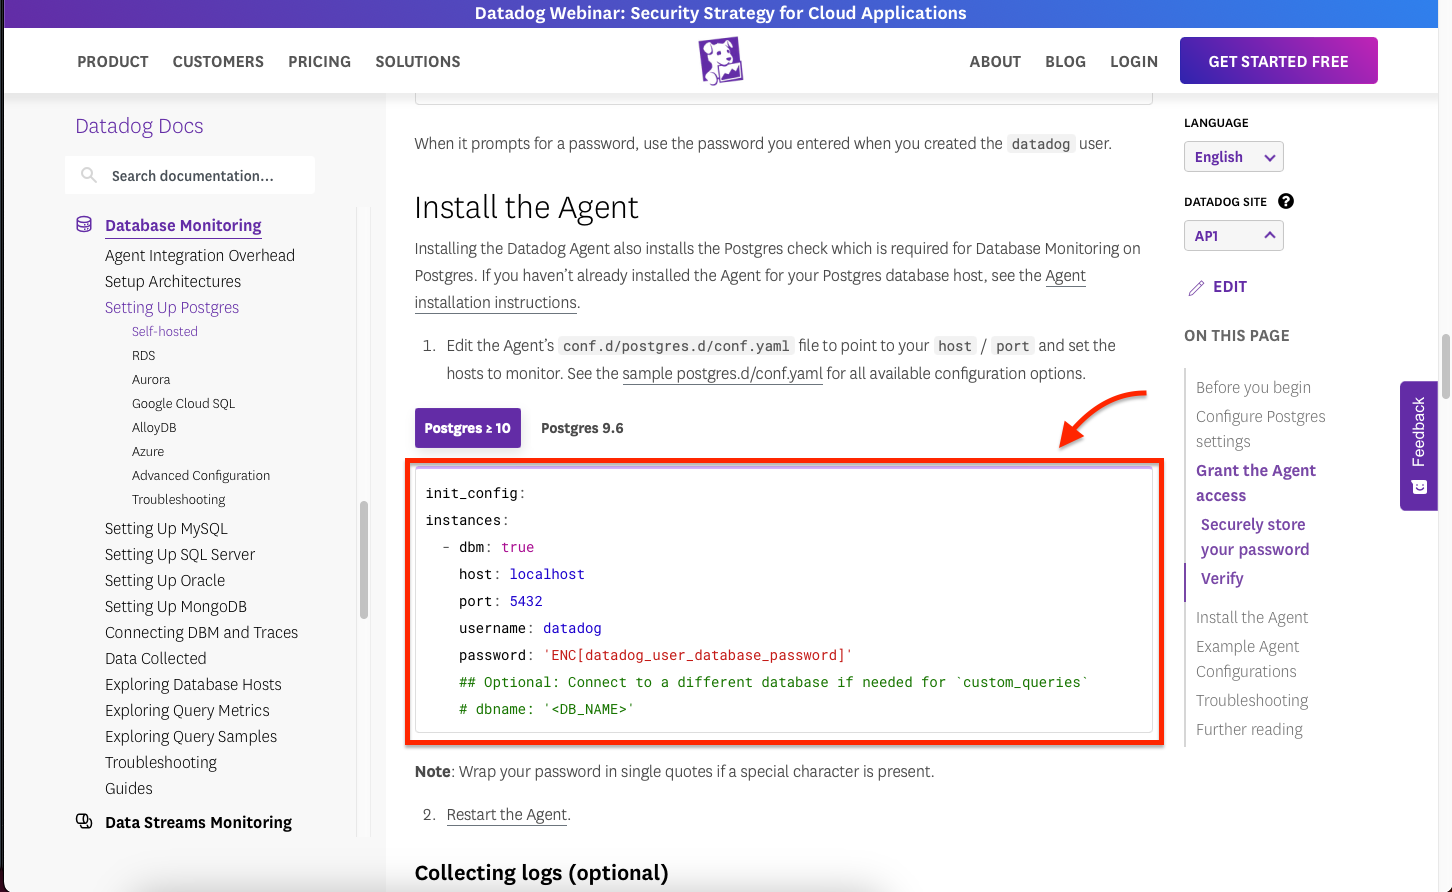 Datadog Webinar: Security Strategy for Cloud Applications
PRODUCT CUSTOMERS PRICING SOLUTIONS ABOUT BLOG LOGIN GET STARTED FREE
Datadog Docs
Search documentation...
Database Monitoring
Agent Integration Overhead
Setup Architectures
Setting Up Postgres
Self-hosted
RDS
Aurora
Google Cloud SQL
AlloyDB
Azure
Advanced Configuration
Troubleshooting
Setting Up MySQL
Setting Up SQL Server
Setting Up Oracle
Setting Up MongoDB
Connecting DBM and Traces
Data Collected
Exploring Database Hosts
Exploring Query Metrics
Exploring Query Samples
Troubleshooting
Guides
Data Streams Monitoring
When it prompts for a password, use the password you entered when you created the datadog user.
Install the Agent
Installing the Datadog Agent also installs the Postgres check which is required for Database Monitoring on
Postgres. If you haven't already installed the Agent for your Postgres database host, see the Agent
installation instructions.
1. Edit the Agent's conf.d/postgres.d/conf.yaml file to point to your host / port and set the
hosts to monitor. See the sample postgres.d/conf.yaml for all available configuration options.
Postgres ≥ 10 Postgres 9.6
init_config:
instances:
  - dbm: true
    host: localhost
    port: 5432
    username: datadog
    password: 'ENC[datadog_user_database_password]'
    ## Optional: Connect to a different database if needed for `custom_queries`
    # dbname: '<DB_NAME>'
Note: Wrap your password in single quotes if a special character is present.
2. Restart the Agent.
Collecting logs (optional)
LANGUAGE
English
DATADOG SITE ?
AP1
EDIT
ON THIS PAGE
Before you begin
Configure Postgres
settings
Grant the Agent
access
Securely store
your password
Verify
Install the Agent
Example Agent
Configurations
Troubleshooting
Further reading
Feedback